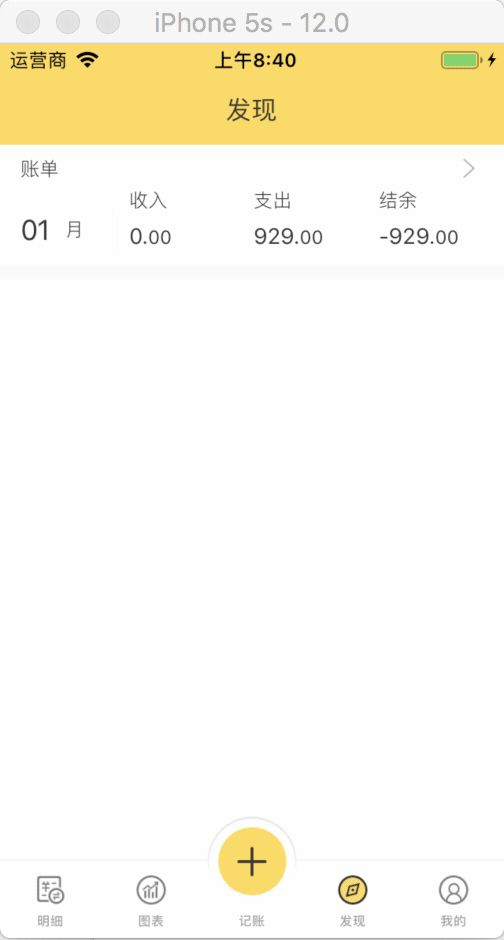 iPhone 5s - 12.0
运营商 上午8:40
发现
账单
收入 支出 结余
01 月 0.00 929.00 -929.00
明细 图表 记账 发现 我的